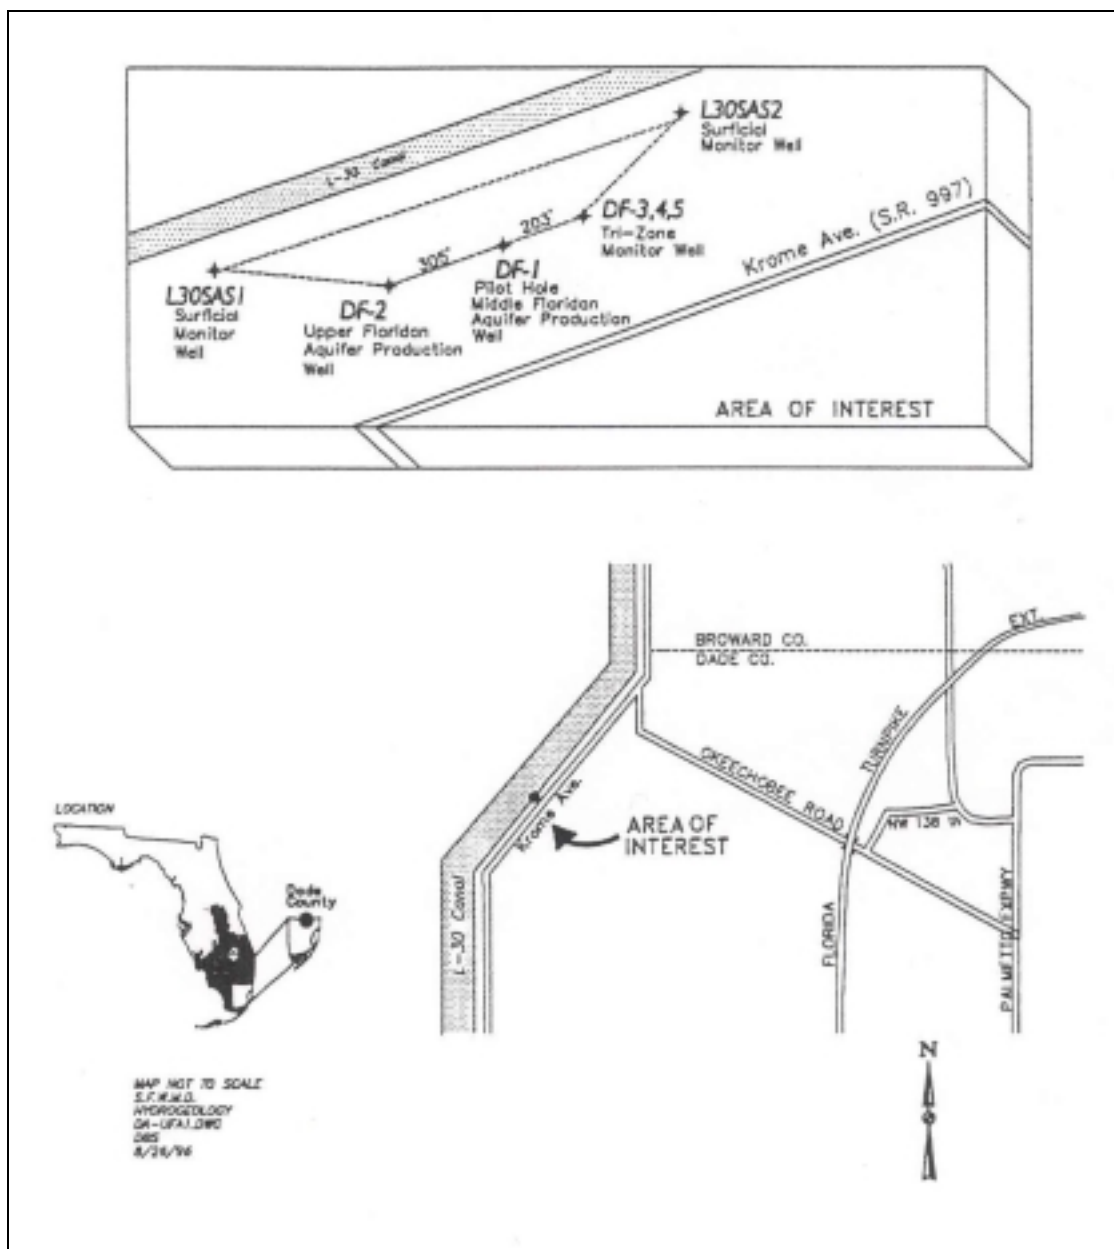 L-30 Canal
L30SAS2
Surficial
Monitor Well
DF-3,4,5
Tri-Zone
Monitor Well
203'
305'
Krome Ave. (S.R. 997)
L30SAS1
Surficial
Monitor
Well
DF-2
Upper Floridan
Aquifer Production
Well
DF-1
Pilot Hole
Middle Floridan
Aquifer Production
Well
AREA OF INTEREST
BROWARD CO.
DADE CO.
EXT.
TURNPIKE
OKEECHOBEE ROAD
NW 138
Krome Ave.
AREA OF
INTEREST
L-30 Canal
FLORIDA
PALMETTO EXPWY
LOCATION
Dade
County
N
MAP NOT TO SCALE
S.F.W.M.D.
HYDROGEOLOGY
DA-UFA1.DWG
DBS
8/26/96